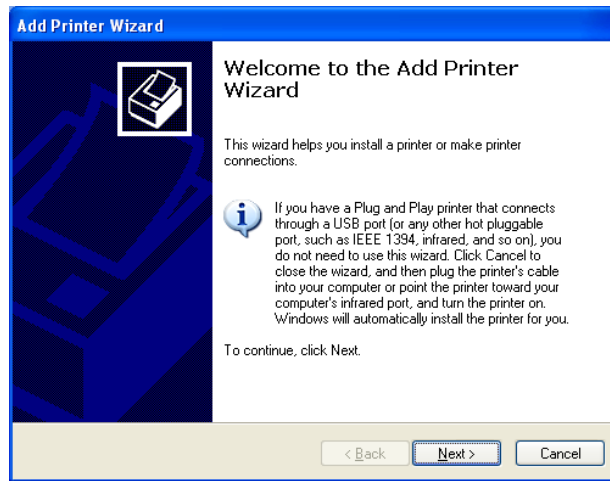 Add Printer Wizard
Welcome to the Add Printer
Wizard
This wizard helps you install a printer or make printer
connections.
If you have a Plug and Play printer that connects
through a USB port (or any other hot pluggable
port, such as IEEE 1394, infrared, and so on), you
do not need to use this wizard. Click Cancel to
close the wizard, and then plug the printer's cable
into your computer or point the printer toward your
computer's infrared port, and turn the printer on.
Windows will automatically install the printer for you.
To continue, click Next.
< Back
Next >
Cancel